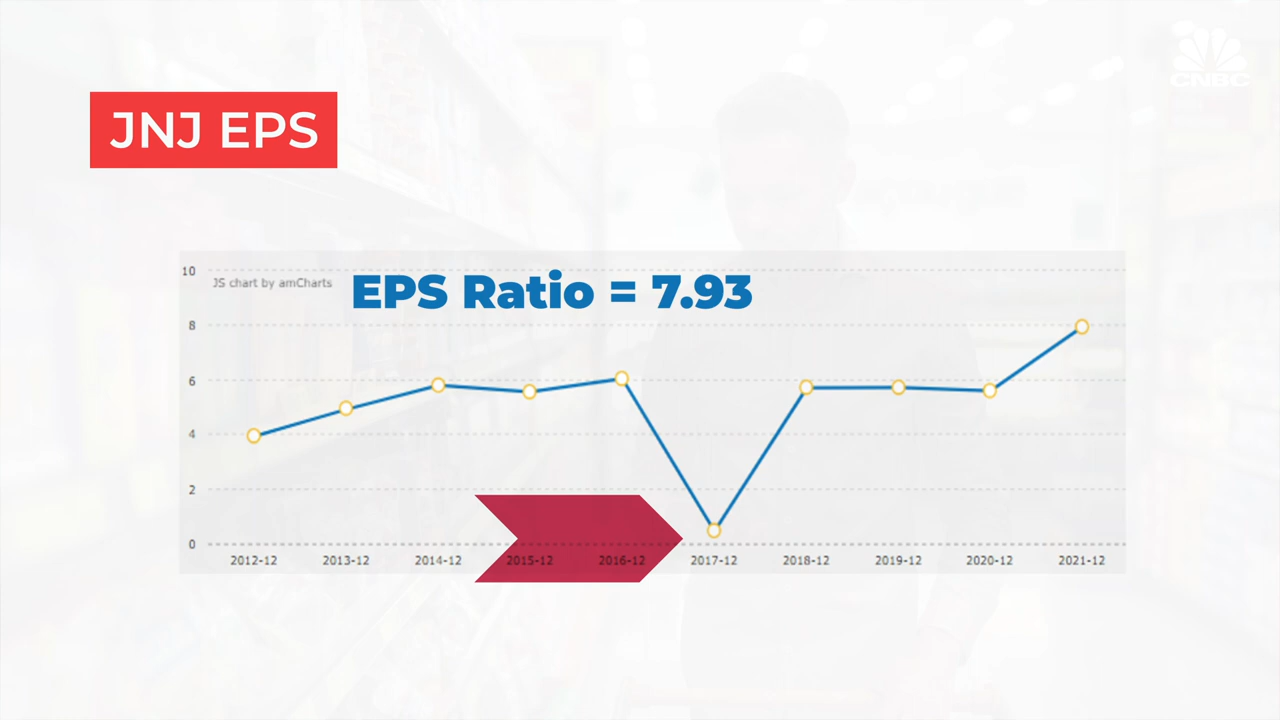 CNBC
JNJ EPS
10
JS chart by amCharts
EPS Ratio = 7.93
8
6
4
2
0
2012-12 2013-12 2014-12 2015-12 2016-12 2017-12 2018-12 2019-12 2020-12 2021-12